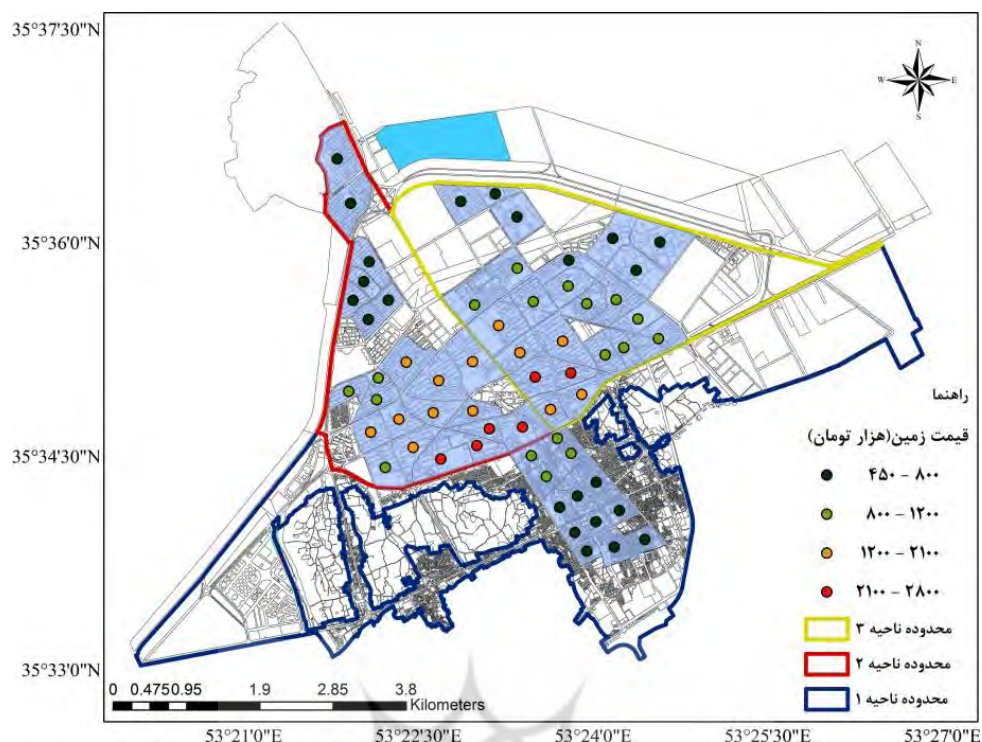 35°37'30"N
N
W
E
S
35°36'0"N
35°34'30"N
35°33'0"N
راهنما
قیمت زمین(هزار تومان)
۴۵۰ – ۸۰۰
۸۰۰ – ۱۲۰۰
۱۲۰۰ – ۲۱۰۰
۲۱۰۰ – ۲۸۰۰
محدوده ناحیه ۳
محدوده ناحیه ۲
محدوده ناحیه ۱
0 0.4750.95 1.9 2.85 3.8
Kilometers
53°21'0"E 53°22'30"E 53°24'0"E 53°25'30"E 53°27'0"E